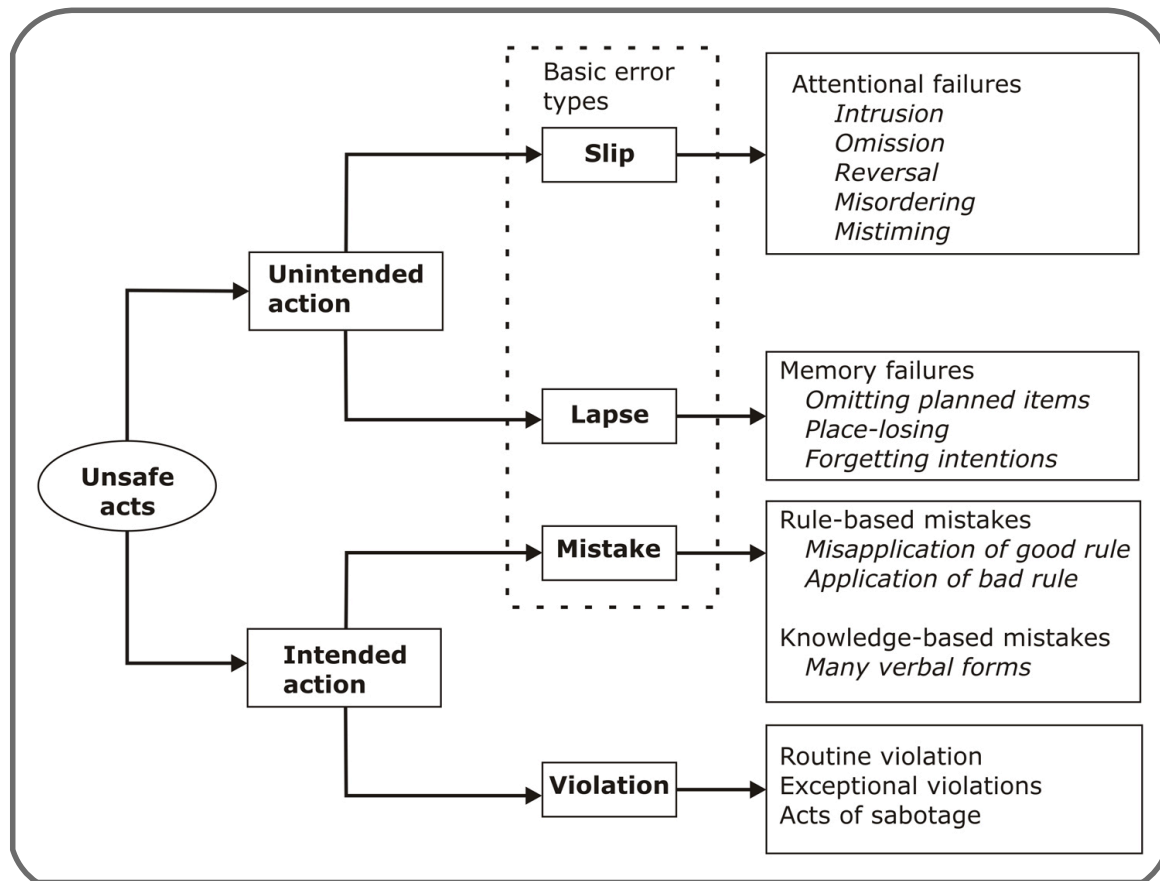 Basic error
types
Slip
Attentional failures
Intrusion
Omission
Reversal
Misordering
Mistiming
Unintended
action
Lapse
Memory failures
Omitting planned items
Place-losing
Forgetting intentions
Unsafe
acts
Mistake
Rule-based mistakes
Misapplication of good rule
Application of bad rule
Knowledge-based mistakes
Many verbal forms
Intended
action
Violation
Routine violation
Exceptional violations
Acts of sabotage